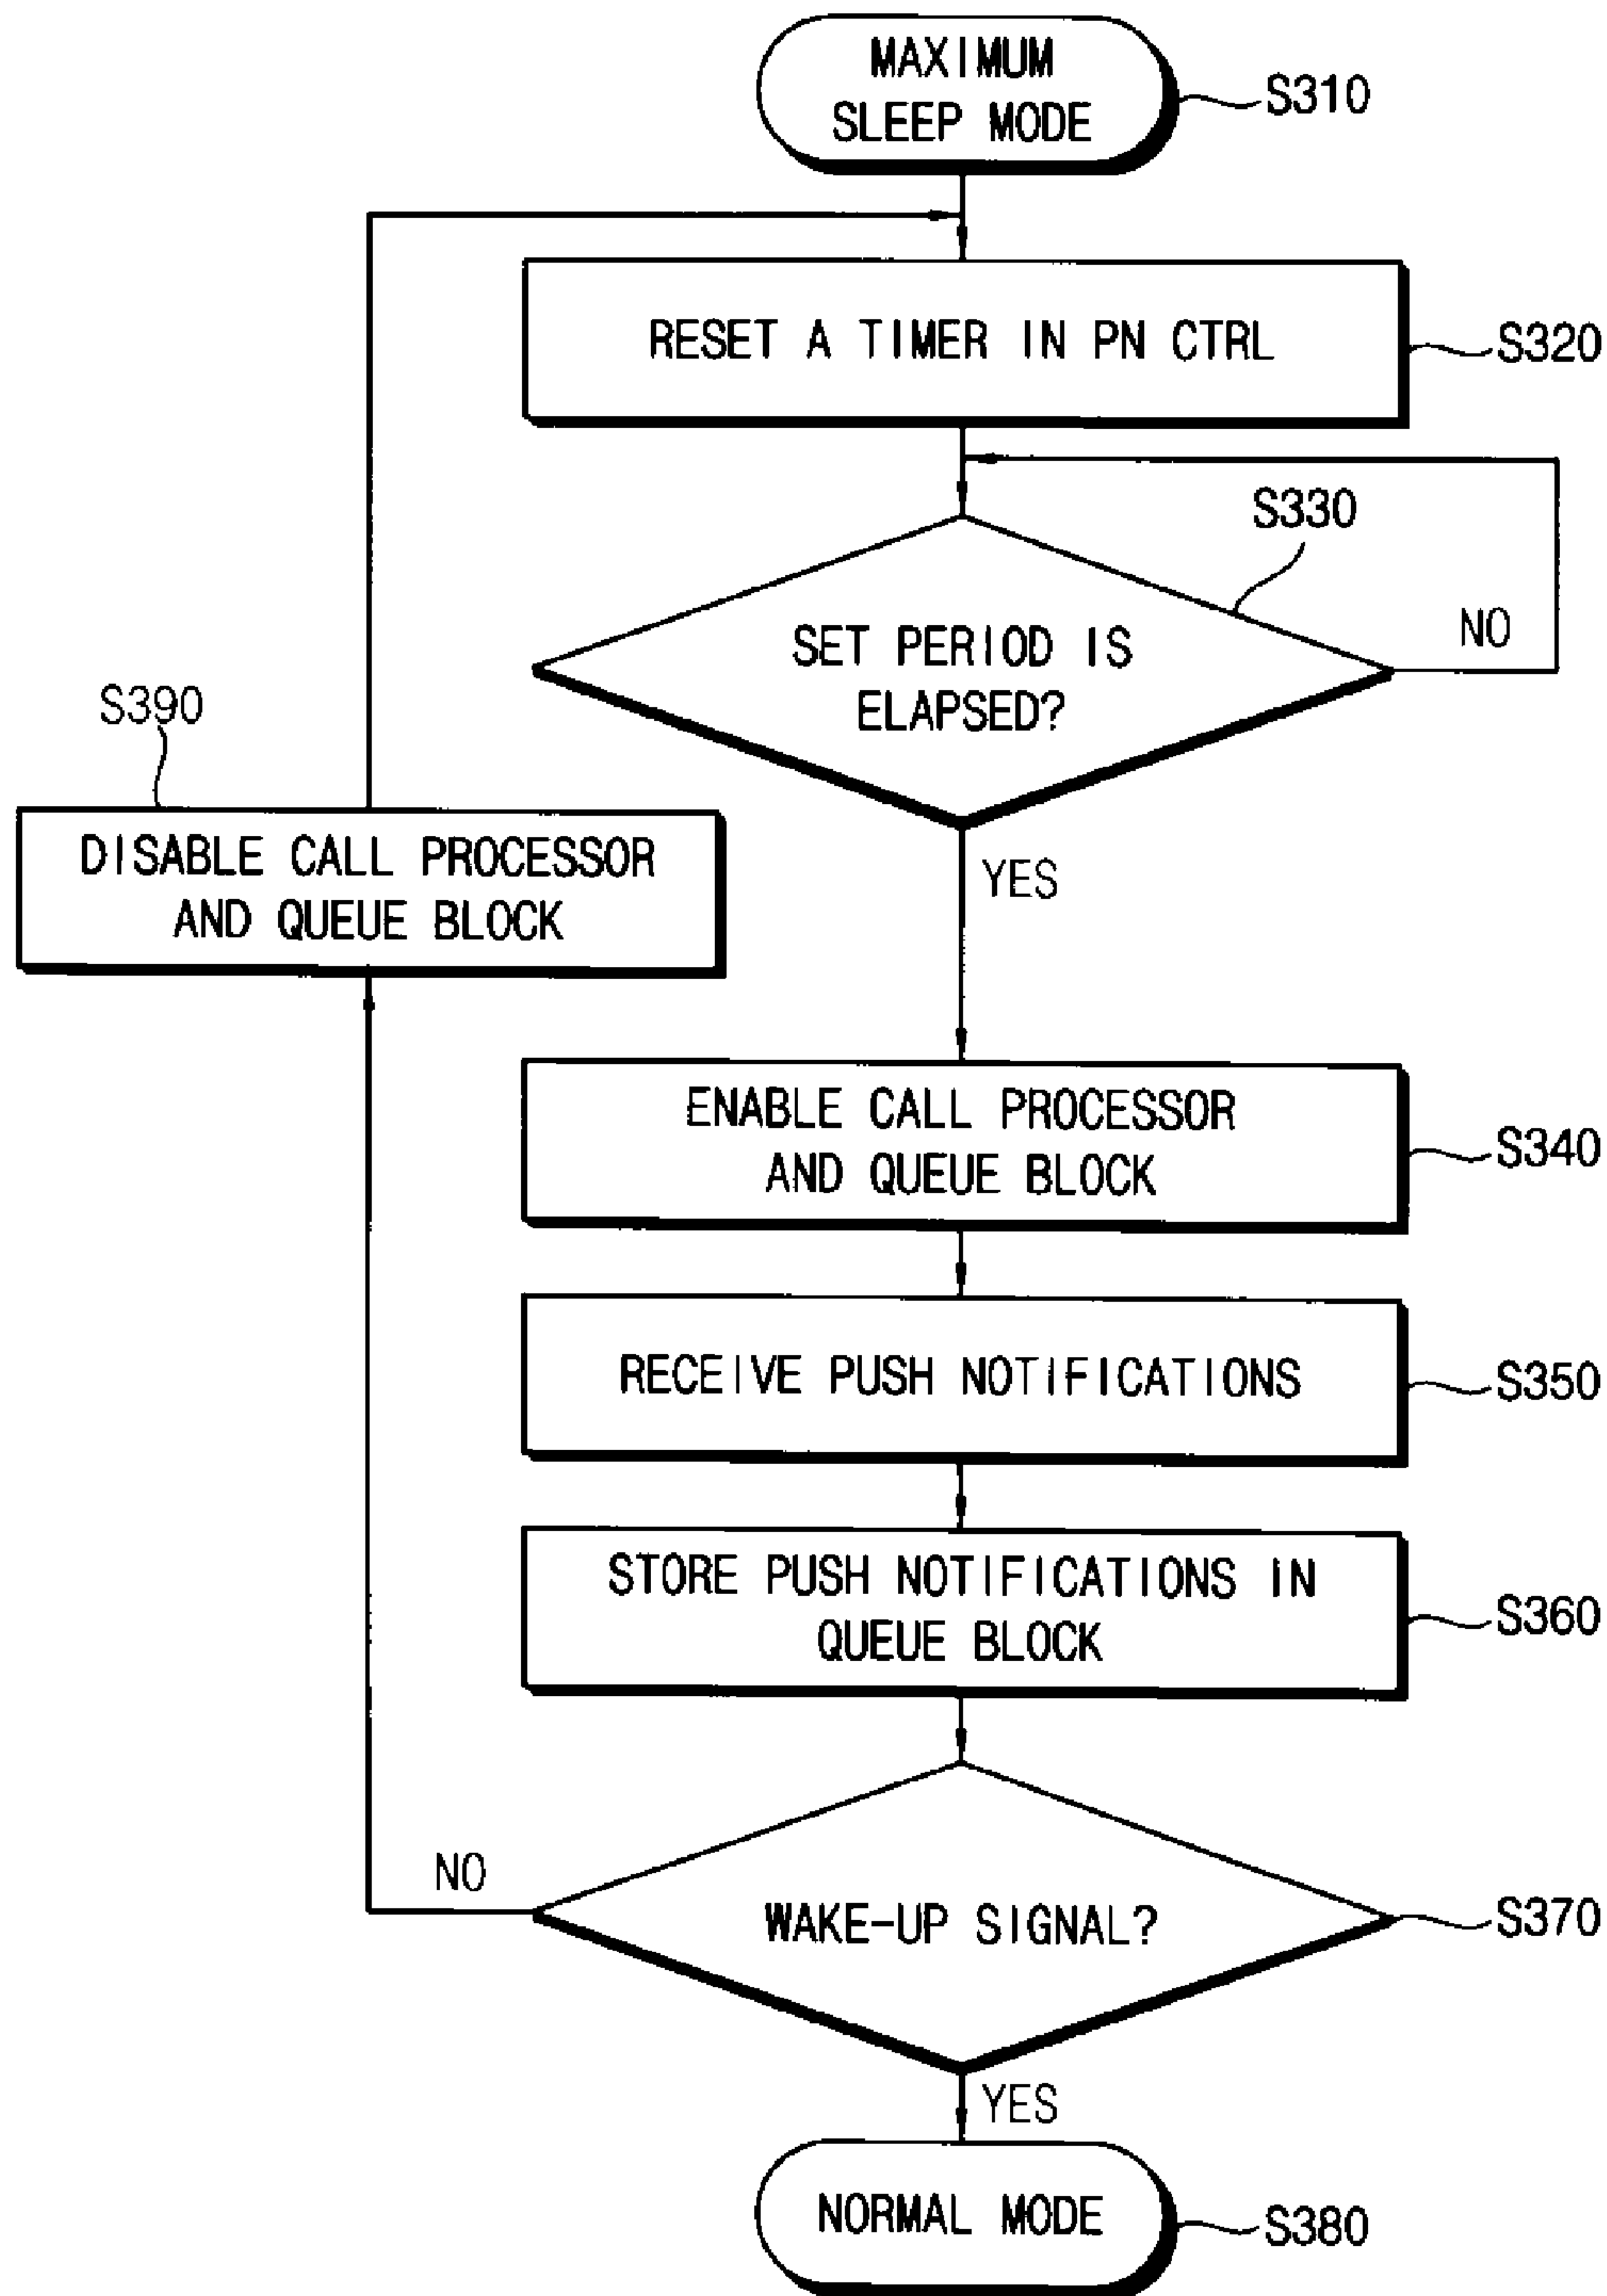 MAXIMUM
SLEEP MODE
S310
RESET A TIMER IN PN CTRL
S320
S330
SET PERIOD IS
ELAPSED?
NO
YES
S390
DISABLE CALL PROCESSOR
AND QUEUE BLOCK
ENABLE CALL PROCESSOR
AND QUEUE BLOCK
S340
RECEIVE PUSH NOTIFICATIONS
S350
STORE PUSH NOTIFICATIONS IN
QUEUE BLOCK
S360
NO
WAKE-UP SIGNAL?
S370
YES
NORMAL MODE
S380